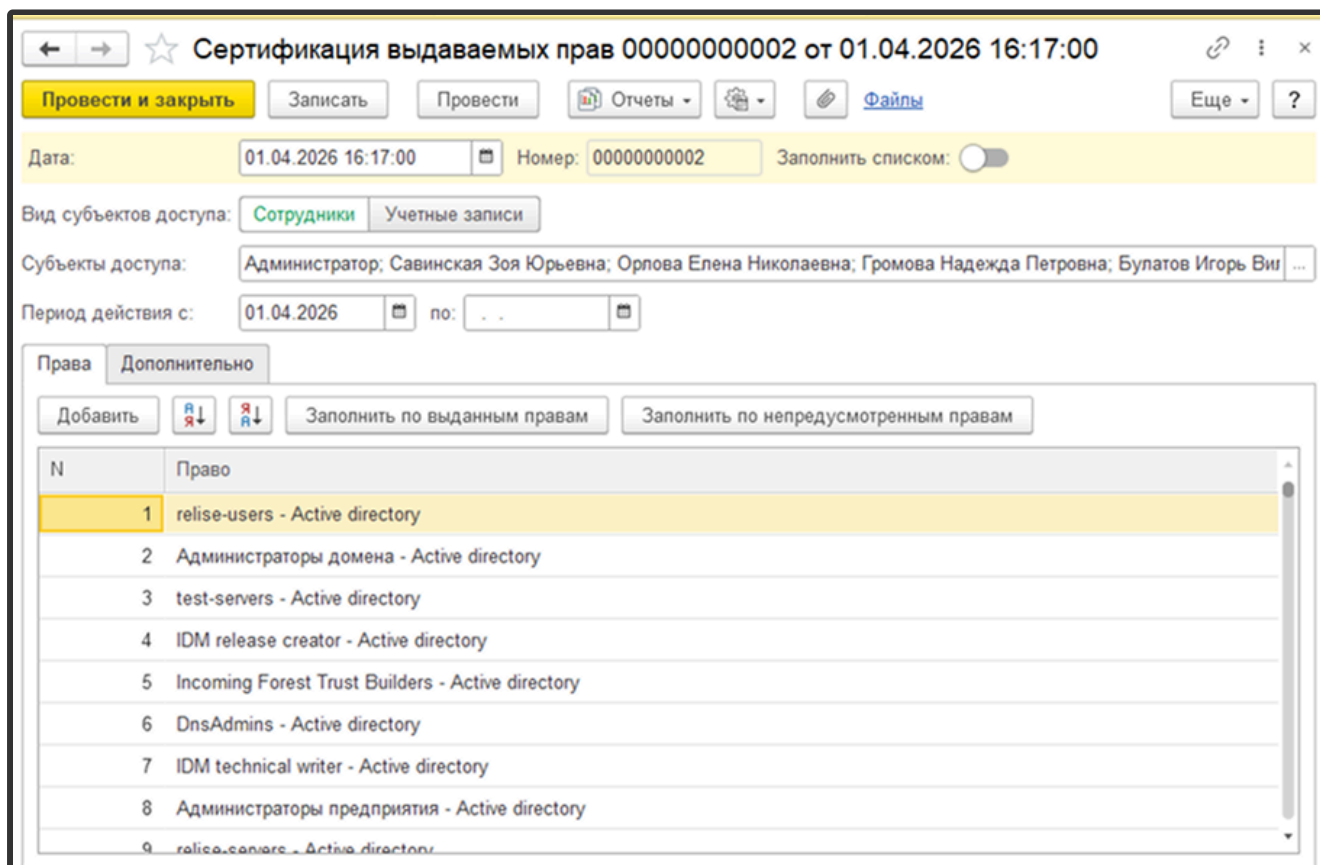 Сертификация выдаваемых прав 00000000002 от 01.04.2026 16:17:00
Провести и закрыть Записать Провести Отчеты Файлы Еще ?
Дата: 01.04.2026 16:17:00 Номер: 00000000002 Заполнить списком:
Вид субъектов доступа: Сотрудники Учетные записи
Субъекты доступа: Администратор; Савинская Зоя Юрьевна; Орлова Елена Николаевна; Громова Надежда Петровна; Булатов Игорь ...
Период действия с: 01.04.2026 по: . .
Права Дополнительно
Добавить Заполнить по выданным правам Заполнить по непредусмотренным правам
N Право
1 relise-users - Active directory
2 Администраторы домена - Active directory
3 test-servers - Active directory
4 IDM release creator - Active directory
5 Incoming Forest Trust Builders - Active directory
6 DnsAdmins - Active directory
7 IDM technical writer - Active directory
8 Администраторы предприятия - Active directory
9 relise-servers - Active directory